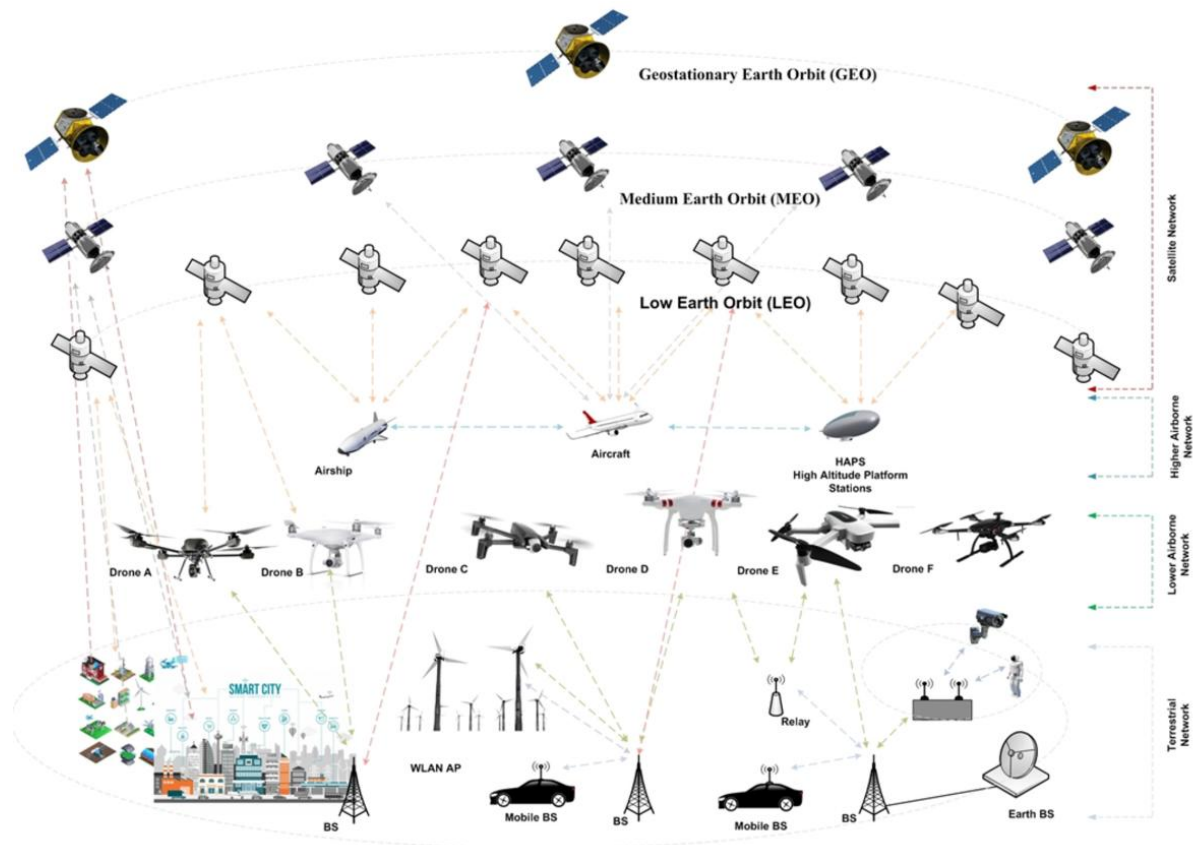 Geostationary Earth Orbit (GEO)
Medium Earth Orbit (MEO)
Low Earth Orbit (LEO)
Satellite Network
Airship
Aircraft
HAPS
High Altitude Platform
Stations
Higher Airborne
Network
Drone A
Drone B
Drone C
Drone D
Drone E
Drone F
Lower Airborne
Network
SMART CITY
WLAN AP
Relay
BS
Mobile BS
BS
Mobile BS
BS
Earth BS
Terrestrial
Network